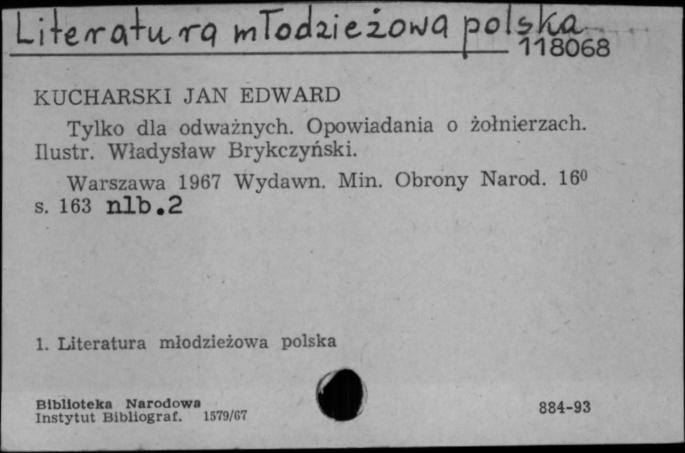 Literatura młodzieżowa polska
118068
KUCHARSKI JAN EDWARD
Tylko dla odważnych. Opowiadania o żołnierzach.
Ilustr. Władysław Brykczyński.
Warszawa 1967 Wydawn. Min. Obrony Narod. 16⁰
s. 163 nlb.2
1. Literatura młodzieżowa polska
Biblioteka Narodowa
Instytut Bibliograf. 1579/67
884-93